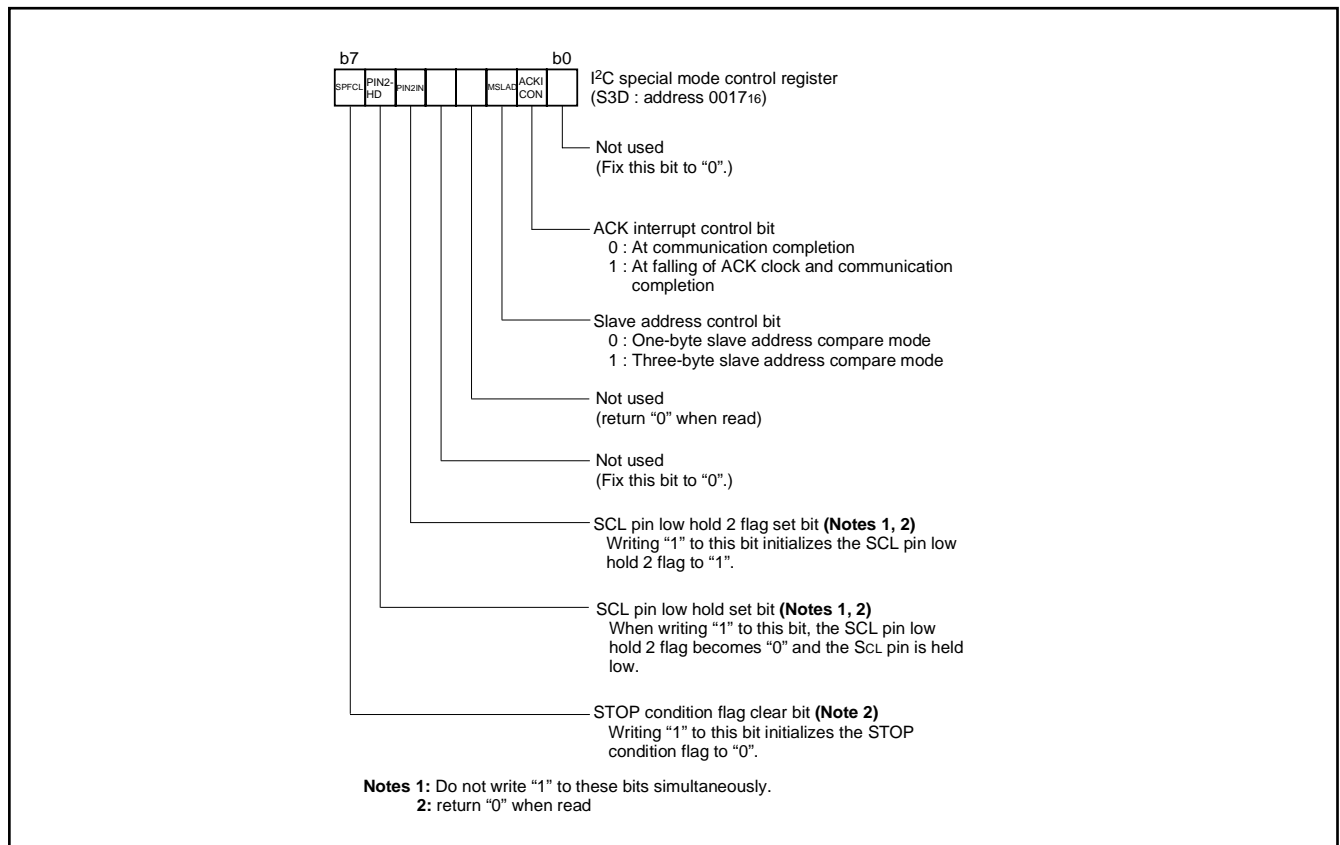 b7 b0
SPFCL PIN2-HD PIN2IN MSLAD ACKI CON
I2C special mode control register
(S3D : address 001716)
Not used
(Fix this bit to “0”.)
ACK interrupt control bit
0 : At communication completion
1 : At falling of ACK clock and communication
completion
Slave address control bit
0 : One-byte slave address compare mode
1 : Three-byte slave address compare mode
Not used
(return “0” when read)
Not used
(Fix this bit to “0”.)
SCL pin low hold 2 flag set bit (Notes 1, 2)
Writing “1” to this bit initializes the SCL pin low
hold 2 flag to “1”.
SCL pin low hold set bit (Notes 1, 2)
When writing “1” to this bit, the SCL pin low
hold 2 flag becomes “0” and the SCL pin is held
low.
STOP condition flag clear bit (Note 2)
Writing “1” to this bit initializes the STOP
condition flag to “0”.
Notes 1: Do not write “1” to these bits simultaneously.
2: return “0” when read